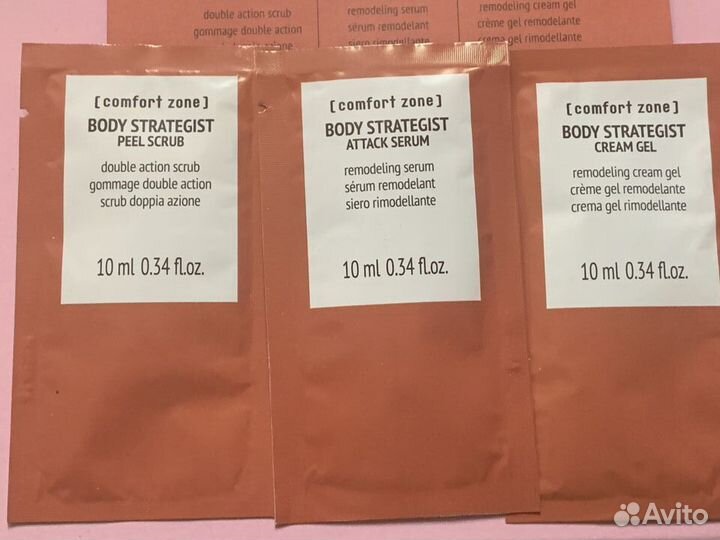 double action scrub
gommage double action
remodeling serum
sérum remodelant
siero rimodellante
remodeling cream gel
crème gel remodelante
crema gel rimodellante
[comfort zone]
BODY STRATEGIST
PEEL SCRUB
double action scrub
gommage double action
scrub doppia azione
10 ml 0.34 fl.oz.
[comfort zone]
BODY STRATEGIST
ATTACK SERUM
remodeling serum
sérum remodelant
siero rimodellante
10 ml 0.34 fl.oz.
[comfort zone]
BODY STRATEGIST
CREAM GEL
remodeling cream gel
crème gel remodelante
crema gel rimodellante
10 ml 0.34 fl.oz.
Avito